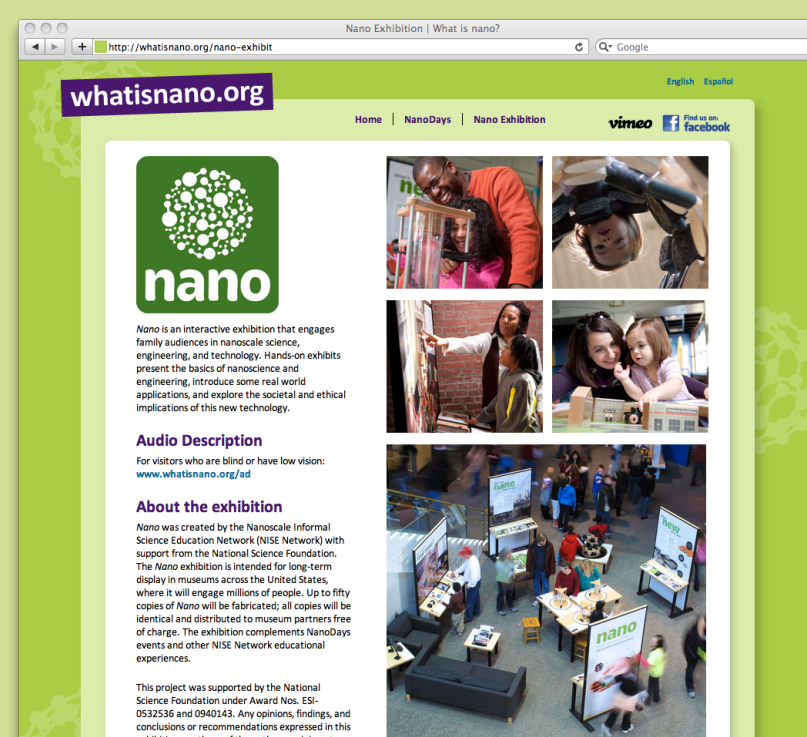 Nano Exhibition | What is nano?
http://whatisnano.org/nano-exhibit
Google
English Español
whatisnano.org
Home | NanoDays | Nano Exhibition
vimeo
Find us on:
facebook
nano
Nano is an interactive exhibition that engages
family audiences in nanoscale science,
engineering, and technology. Hands-on exhibits
present the basics of nanoscience and
engineering, introduce some real world
applications, and explore the societal and ethical
implications of this new technology.
Audio Description
For visitors who are blind or have low vision:
www.whatisnano.org/ad
About the exhibition
Nano was created by the Nanoscale Informal
Science Education Network (NISE Network) with
support from the National Science Foundation.
The Nano exhibition is intended for long-term
display in museums across the United States,
where it will engage millions of people. Up to fifty
copies of Nano will be fabricated; all copies will be
identical and distributed to museum partners free
of charge. The exhibition complements NanoDays
events and other NISE Network educational
experiences.
This project was supported by the National
Science Foundation under Award Nos. ESI-
0532536 and 0940143. Any opinions, findings, and
conclusions or recommendations expressed in this
nano
new
nano